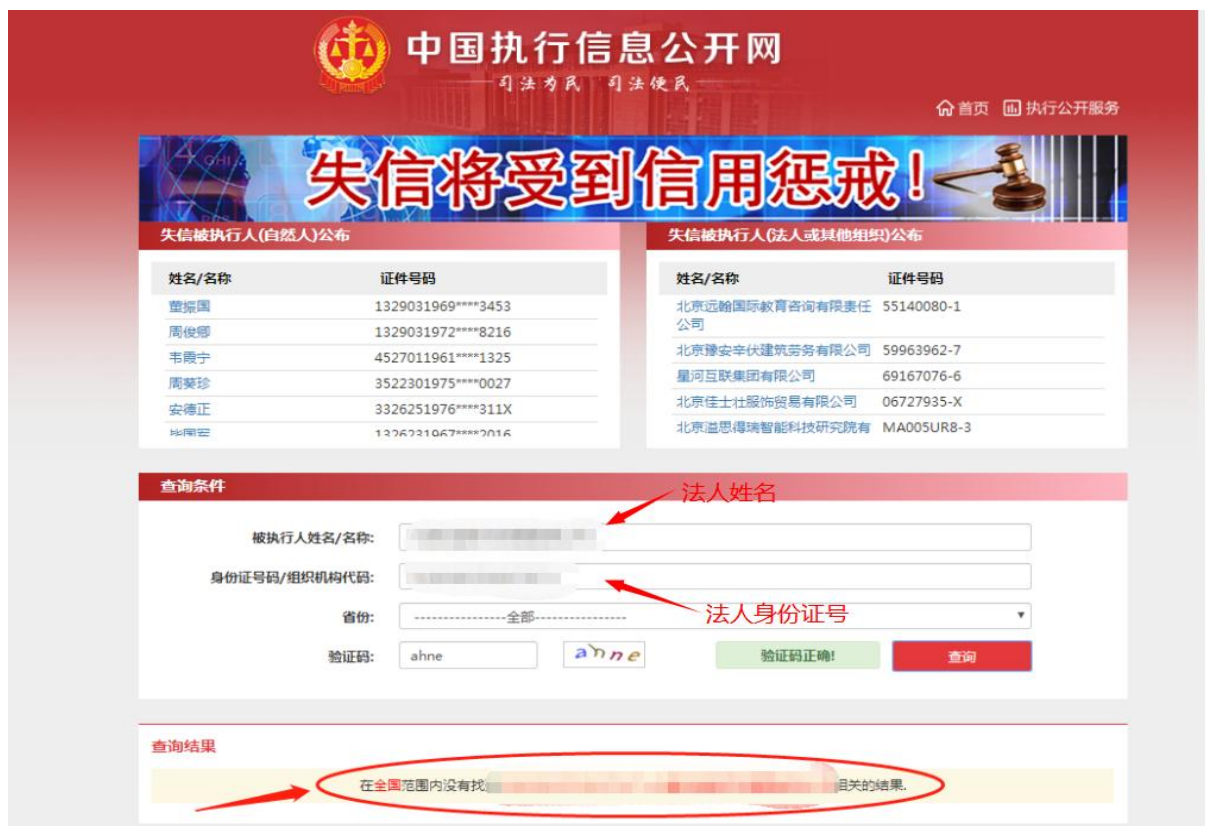 中国执行信息公开网
司法为民 司法便民
首页 执行公开服务
失信将受到信用惩戒!
失信被执行人(自然人)公布
姓名/名称 证件号码
董振国 1329031969****3453
周俊卿 1329031972****8216
韦霞宁 4527011961****1325
周葵珍 3522301975****0027
安德正 3326251976****311X
毕国军 1326231967****2016
失信被执行人(法人或其他组织)公布
姓名/名称 证件号码
北京远翰国际教育咨询有限责任公司 55140080-1
北京豫安辛伏建筑劳务有限公司 59963962-7
星河互联集团有限公司 69167076-6
北京佳士壮服饰贸易有限公司 06727935-X
北京溢思得瑞智能科技研究院有 MA005UR8-3
查询条件
法人姓名
被执行人姓名/名称:
身份证号码/组织机构代码:
法人身份证号
省份: ----------------全部----------------
验证码: ahne ahne 验证码正确! 查询
查询结果
在全国范围内没有找 相关的结果.